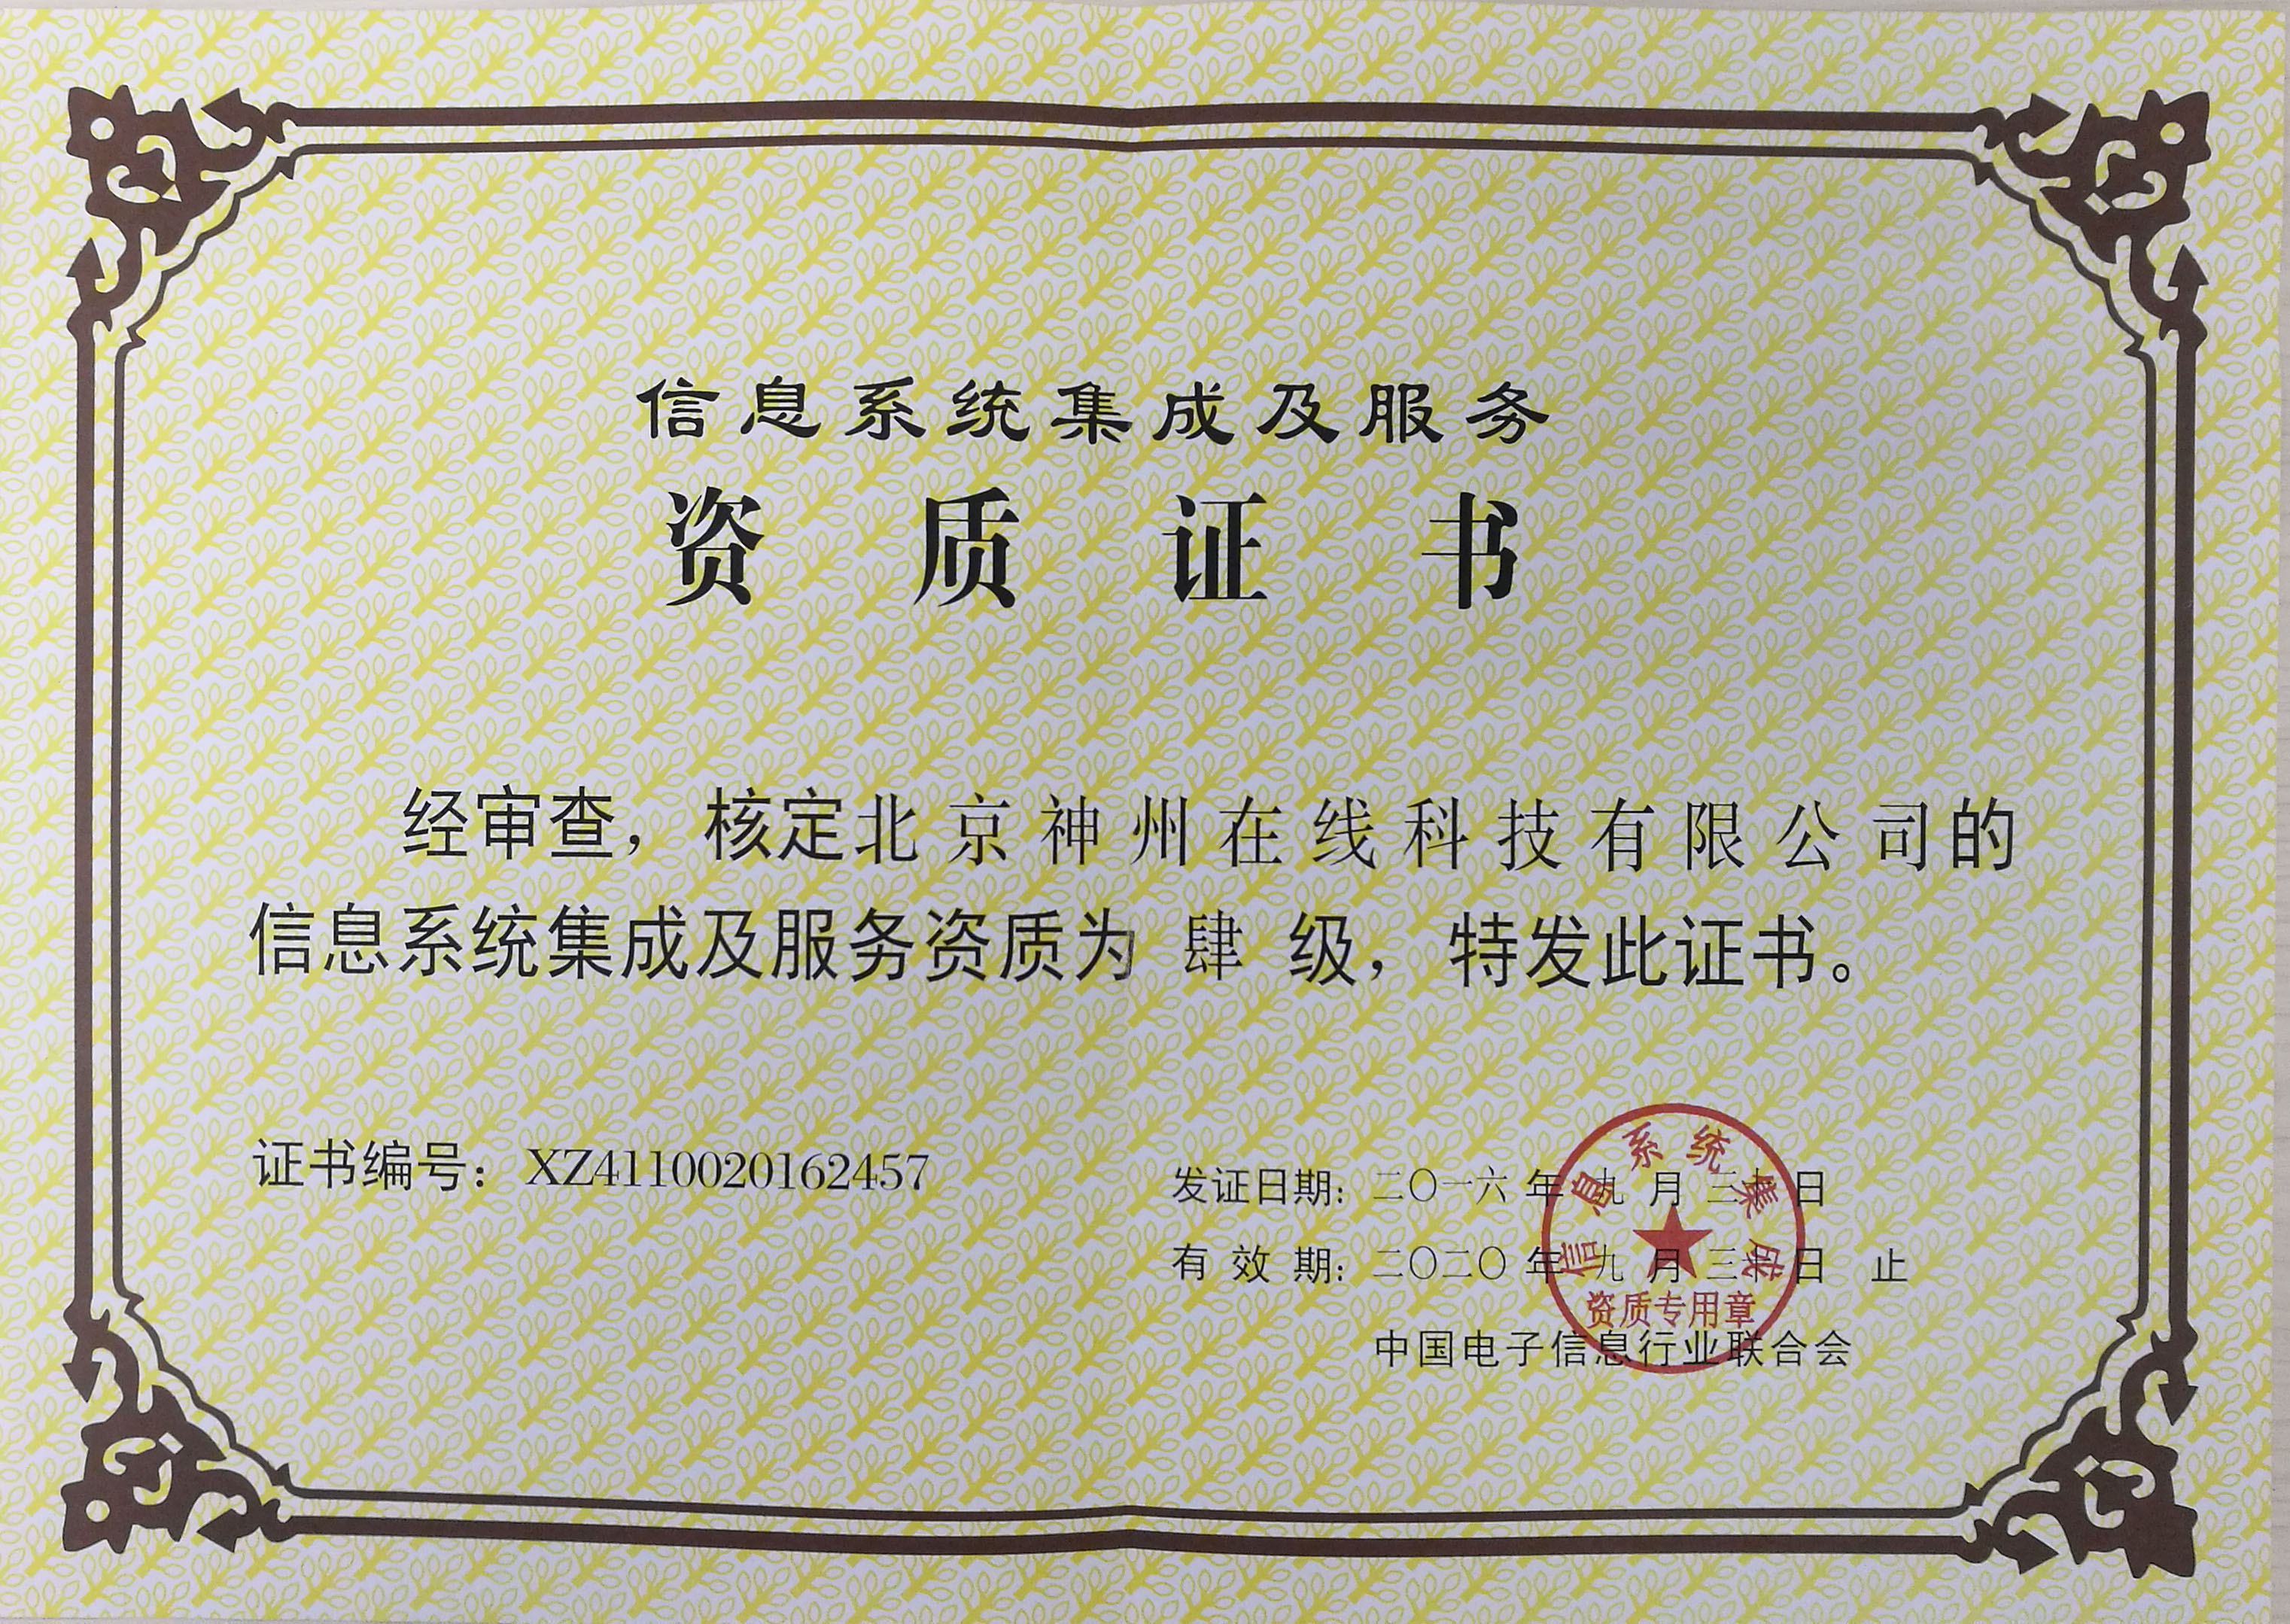 信息系统集成及服务
资质证书
经审查，核定北京神州在线科技有限公司的
信息系统集成及服务资质为 肆 级，特发此证书。
证书编号：XZ4110020162457
发证日期：二〇一六年九月三十日
有效期：二〇二〇年九月三十日 止
中国电子信息行业联合会
信息系统集成
资质专用章